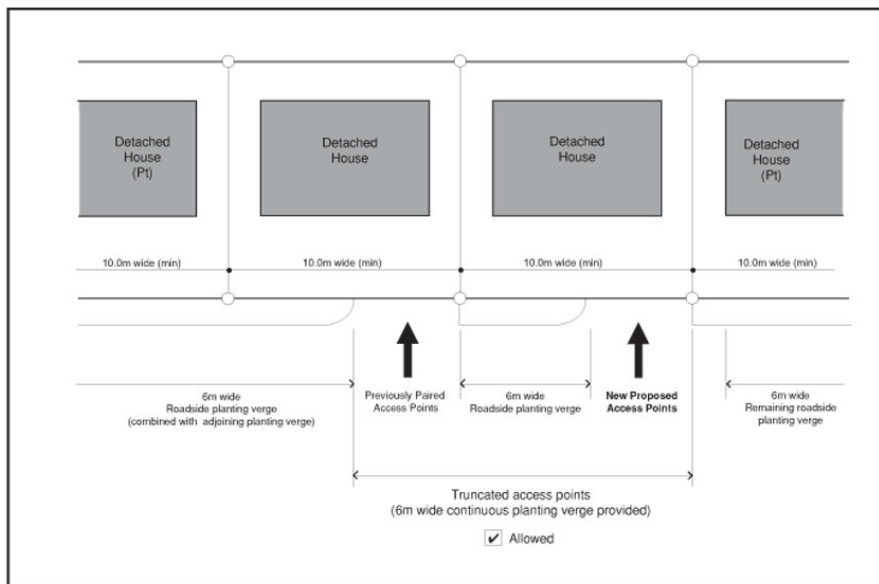 Detached
House
(Pt)
Detached
House
Detached
House
Detached
House
(Pt)
10.0m wide (min)
10.0m wide (min)
10.0m wide (min)
10.0m wide (min)
6m wide
Roadside planting verge
(combined with adjoining planting verge)
Previously Paired
Access Points
6m wide
Roadside planting verge
New Proposed
Access Points
6m wide
Remaining roadside
planting verge
Truncated access points
(6m wide continuous planting verge provided)
Allowed